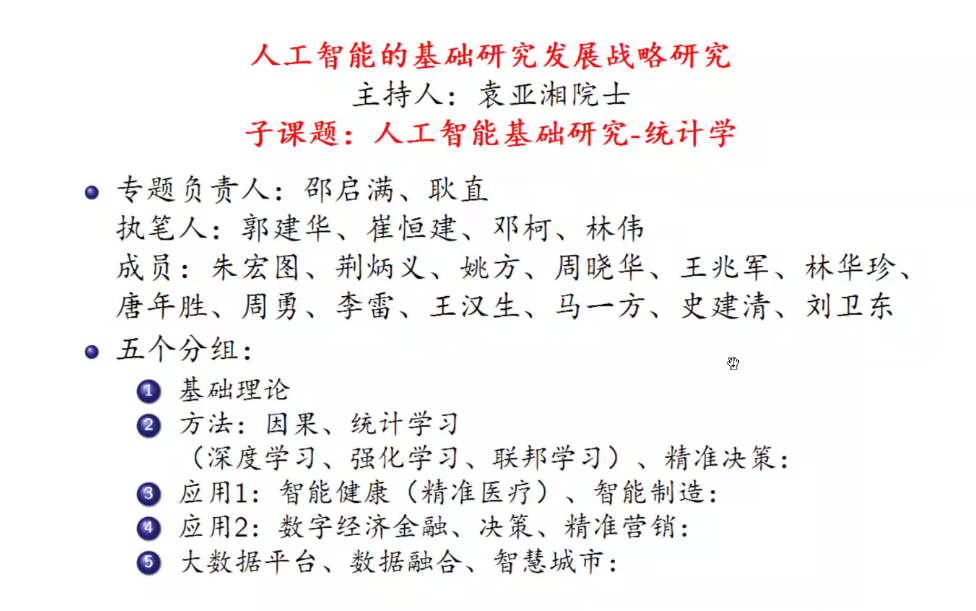 人工智能的基础研究发展战略研究
主持人：袁亚湘院士
子课题：人工智能基础研究-统计学
专题负责人：邵启满、耿直
执笔人：郭建华、崔恒建、邓柯、林伟
成员：朱宏图、荆炳义、姚方、周晓华、王兆军、林华珍、
唐年胜、周勇、李雷、王汉生、马一方、史建清、刘卫东
五个分组：
1 基础理论
2 方法：因果、统计学习
（深度学习、强化学习、联邦学习）、精准决策：
3 应用1：智能健康（精准医疗）、智能制造：
4 应用2：数字经济金融、决策、精准营销：
5 大数据平台、数据融合、智慧城市：